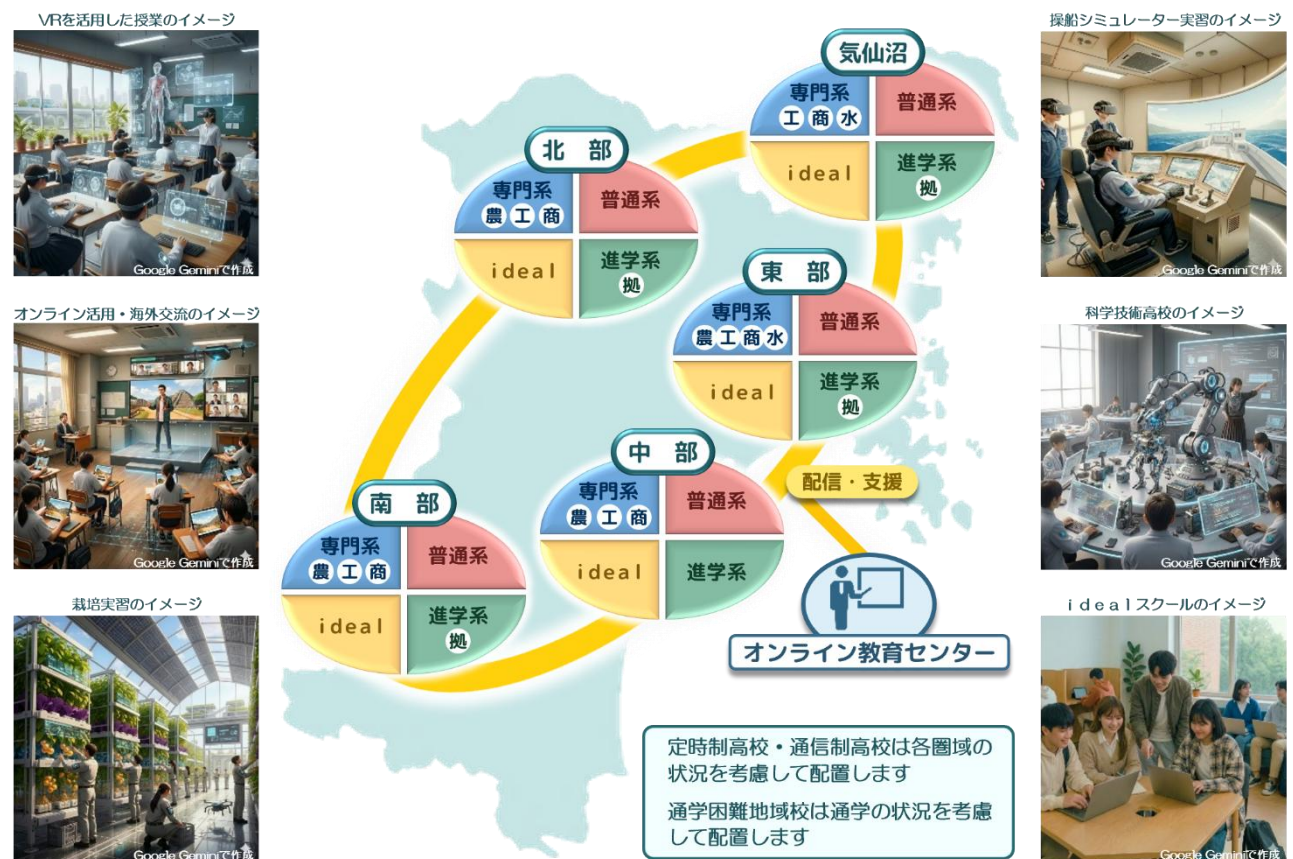 VRを活用した授業のイメージ
Google Geminiで作成
オンライン活用・海外交流のイメージ
Google Geminiで作成
栽培実習のイメージ
Google Geminiで作成
気仙沼
専門系
工 商 水
普通系
ideal
進学系
拠
北 部
専門系
農 工 商
普通系
ideal
進学系
拠
東 部
専門系
農 工 商 水
普通系
ideal
進学系
拠
中 部
専門系
農 工 商
普通系
ideal
進学系
南 部
専門系
農 工 商
普通系
ideal
進学系
拠
配信・支援
オンライン教育センター
定時制高校・通信制高校は各圏域の
状況を考慮して配置します
通学困難地域校は通学の状況を考慮
して配置します
操船シミュレーター実習のイメージ
Google Geminiで作成
科学技術高校のイメージ
Google Geminiで作成
idealスクールのイメージ
Google Geminiで作成